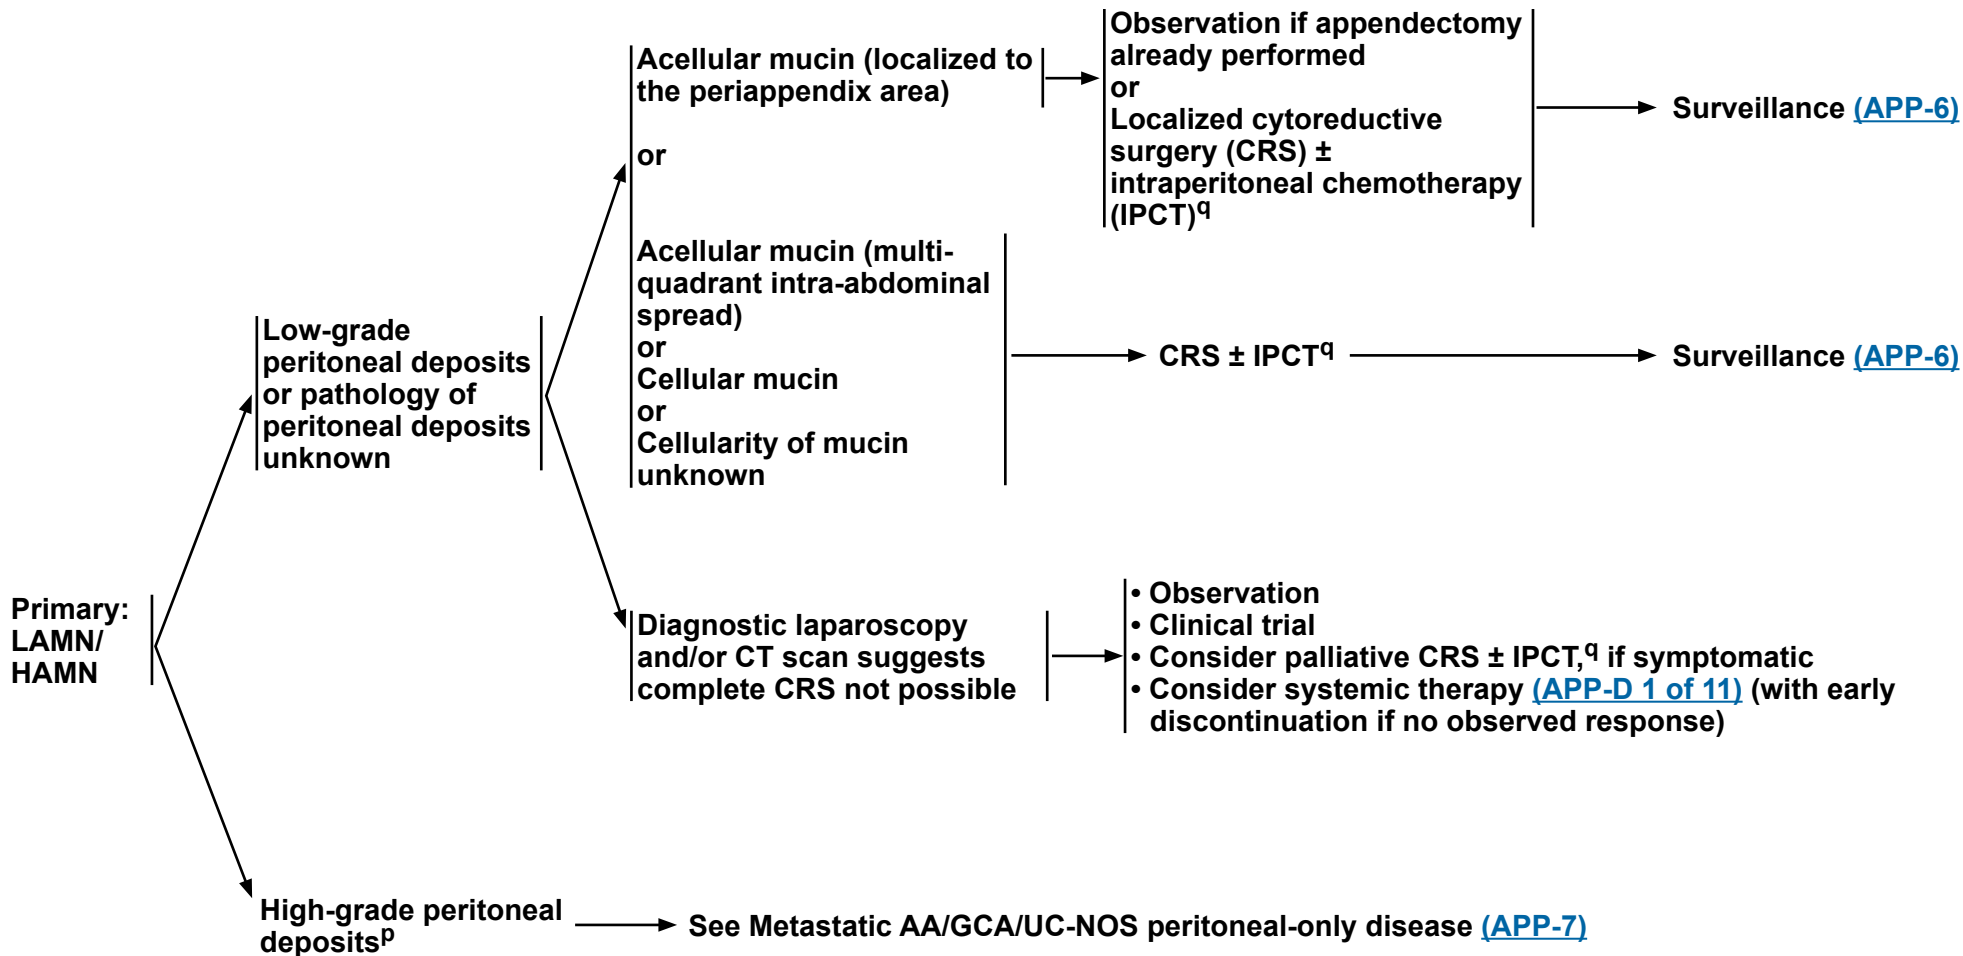 Primary:
LAMN/
HAMN
Low-grade
peritoneal deposits
or pathology of
peritoneal deposits
unknown
Acellular mucin (localized to
the periappendix area)
or
Acellular mucin (multi-
quadrant intra-abdominal
spread)
or
Cellular mucin
or
Cellularity of mucin
unknown
Observation if appendectomy
already performed
or
Localized cytoreductive
surgery (CRS) ±
intraperitoneal chemotherapy
(IPCT)q
Surveillance (APP-6)
CRS ± IPCTq
Surveillance (APP-6)
Diagnostic laparoscopy
and/or CT scan suggests
complete CRS not possible
• Observation
• Clinical trial
• Consider palliative CRS ± IPCT,q if symptomatic
• Consider systemic therapy (APP-D 1 of 11) (with early
discontinuation if no observed response)
High-grade peritoneal
depositsp
See Metastatic AA/GCA/UC-NOS peritoneal-only disease (APP-7)